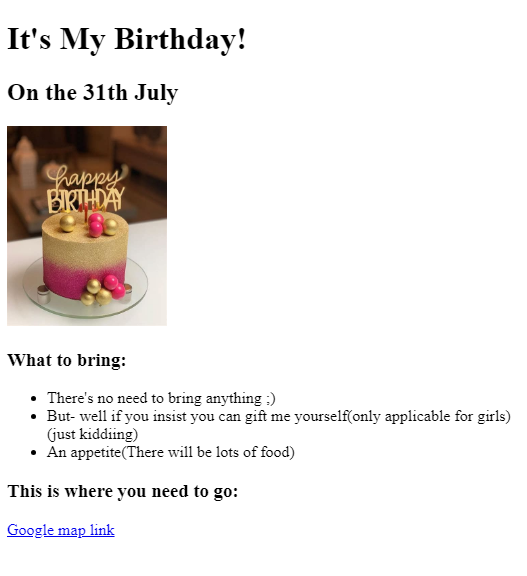 It's My Birthday!
On the 31th July
happy
BIRTHDAY
What to bring:
There's no need to bring anything ;)
But- well if you insist you can gift me yourself(only applicable for girls)
(just kiddiing)
An appetite(There will be lots of food)
This is where you need to go:
Google map link